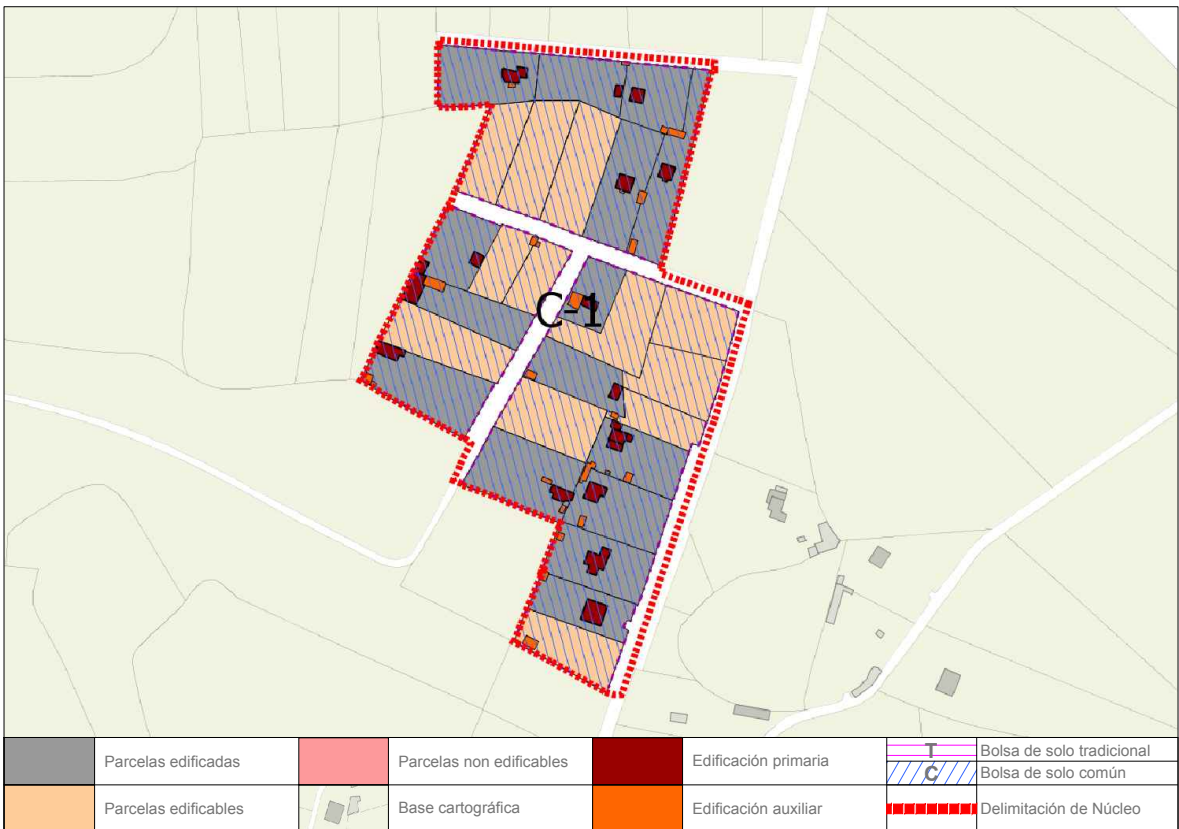 C-1
Parcelas edificadas
Parcelas non edificables
Edificación primaria
T
Bolsa de solo tradicional
C
Bolsa de solo común
Parcelas edificables
Base cartográfica
Edificación auxiliar
Delimitación de Núcleo